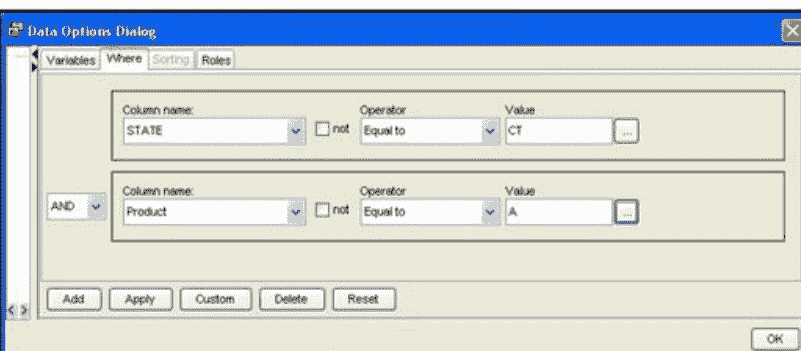 Data Options Dialog
Variables Where Sorting Roles
Column name: Operator Value
STATE not Equal to CT ...
Column name: Operator Value
AND Product not Equal to A ...
Add Apply Custom Delete Reset
OK